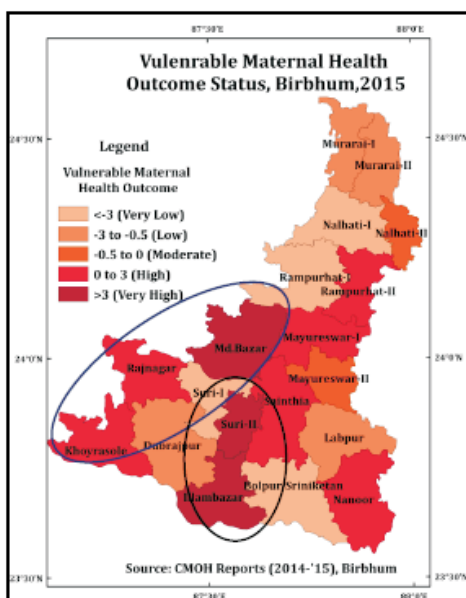 87°30'E
88°0'E
Vulenrable Maternal Health
Outcome Status, Birbhum,2015
24°30'N
24°30'N
Legend
Vulnerable Maternal
Health Outcome
<-3 (Very Low)
-3 to -0.5 (Low)
-0.5 to 0 (Moderate)
0 to 3 (High)
>3 (Very High)
Murarai-I
Murarai-II
Nalhati-I
Nalhati-II
Rampurhat-I
Rampurhat-II
Md.Bazar
Mayureswar-I
24°0'N
24°0'N
Rajnagar
Mayureswar-II
Suri-I
Sainthia
Suri-II
Khoyrasole
Dubrajpur
Labpur
Illambazar
Bolpur Sriniketan
Nanoor
Source: CMOH Reports (2014-'15), Birbhum
23°30'N
23°30'N
87°30'E
88°0'E